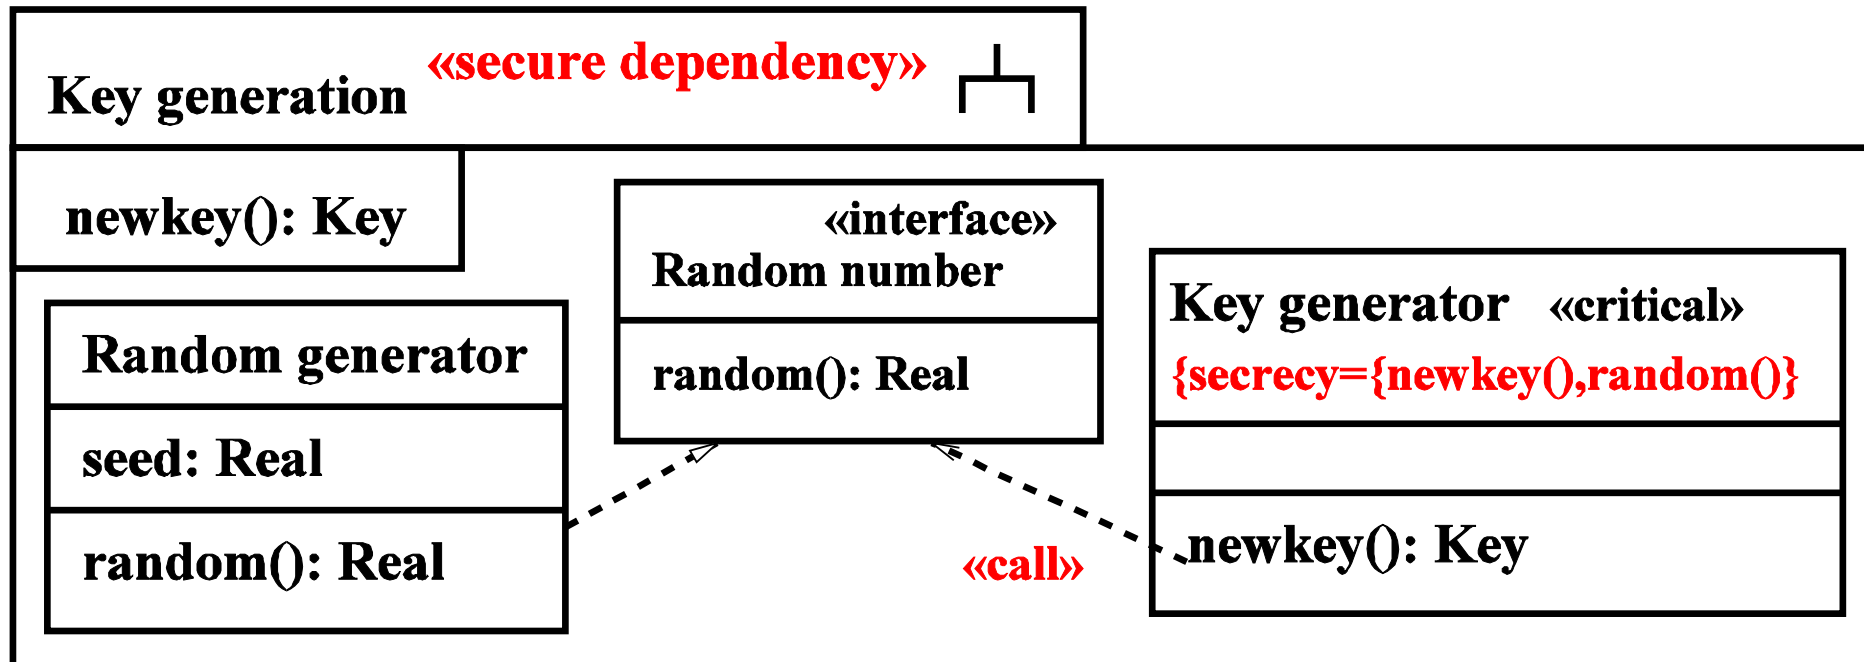 Key generation «secure dependency»
newkey(): Key
Random generator
seed: Real
random(): Real
«interface»
Random number
random(): Real
«call»
Key generator «critical»
{secrecy={newkey(),random()}
newkey(): Key